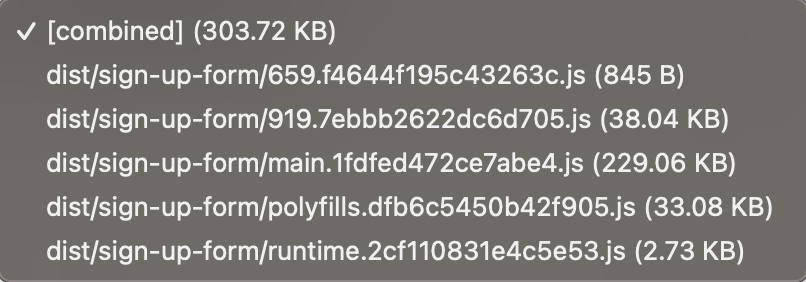 ✓ [combined] (303.72 KB)
dist/sign-up-form/659.f4644f195c43263c.js (845 B)
dist/sign-up-form/919.7ebbb2622dc6d705.js (38.04 KB)
dist/sign-up-form/main.1fdfed472ce7abe4.js (229.06 KB)
dist/sign-up-form/polyfills.dfb6c5450b42f905.js (33.08 KB)
dist/sign-up-form/runtime.2cf110831e4c5e53.js (2.73 KB)